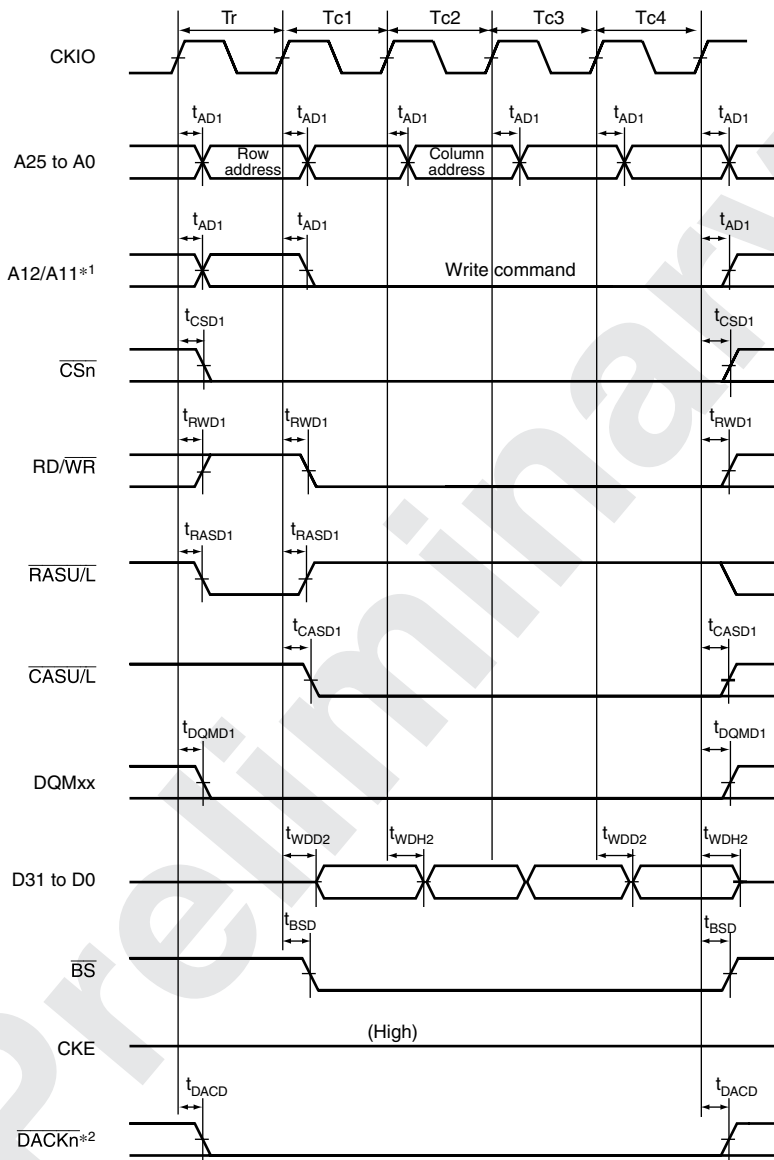 Tr Tc1 Tc2 Tc3 Tc4
CKIO
tAD1 tAD1 tAD1 tAD1 tAD1 tAD1
A25 to A0 Row address Column address
tAD1 tAD1 tAD1
A12/A11*1 Write command
tCSD1 tCSD1
CSn
tRWD1 tRWD1 tRWD1
RD/WR
tRASD1 tRASD1
RASU/L
tCASD1 tCASD1
CASU/L
tDQMD1 tDQMD1
DQMxx
tWDD2 tWDH2 tWDD2 tWDH2
D31 to D0
tBSD tBSD
BS
(High)
CKE
tDACD tDACD
DACKn*2
Preliminary